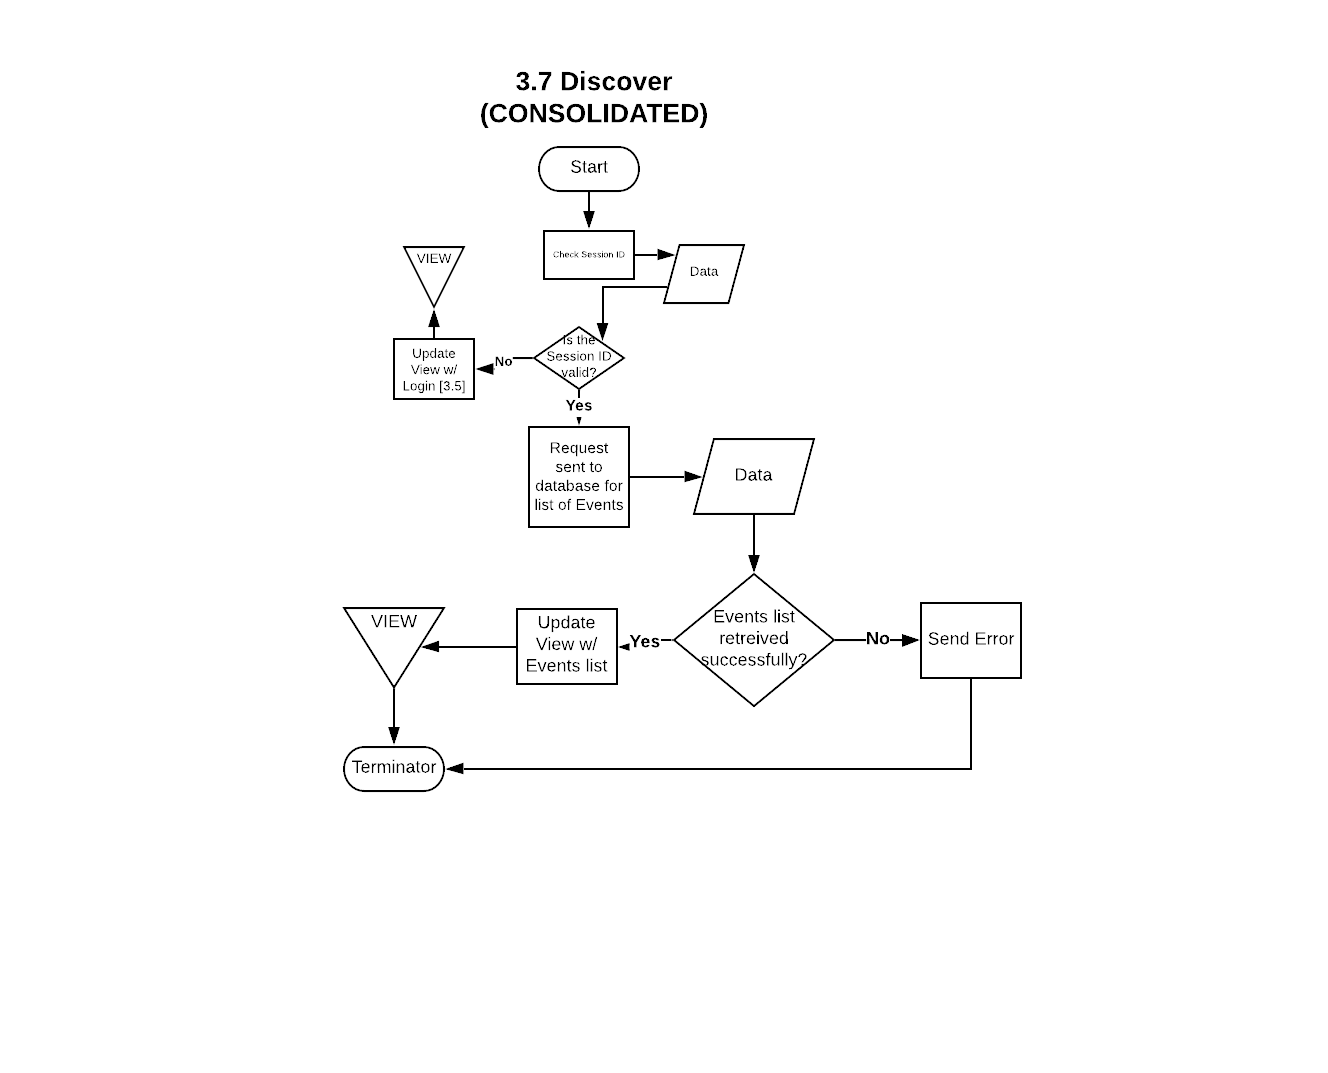 3.7 Discover
(CONSOLIDATED)
Start
Check Session ID
Data
VIEW
Is the
Session ID
valid?
No
Update
View w/
Login [3.5]
Yes
Request
sent to
database for
list of Events
Data
Events list
retreived
successfully?
No
Send Error
Yes
Update
View w/
Events list
VIEW
Terminator